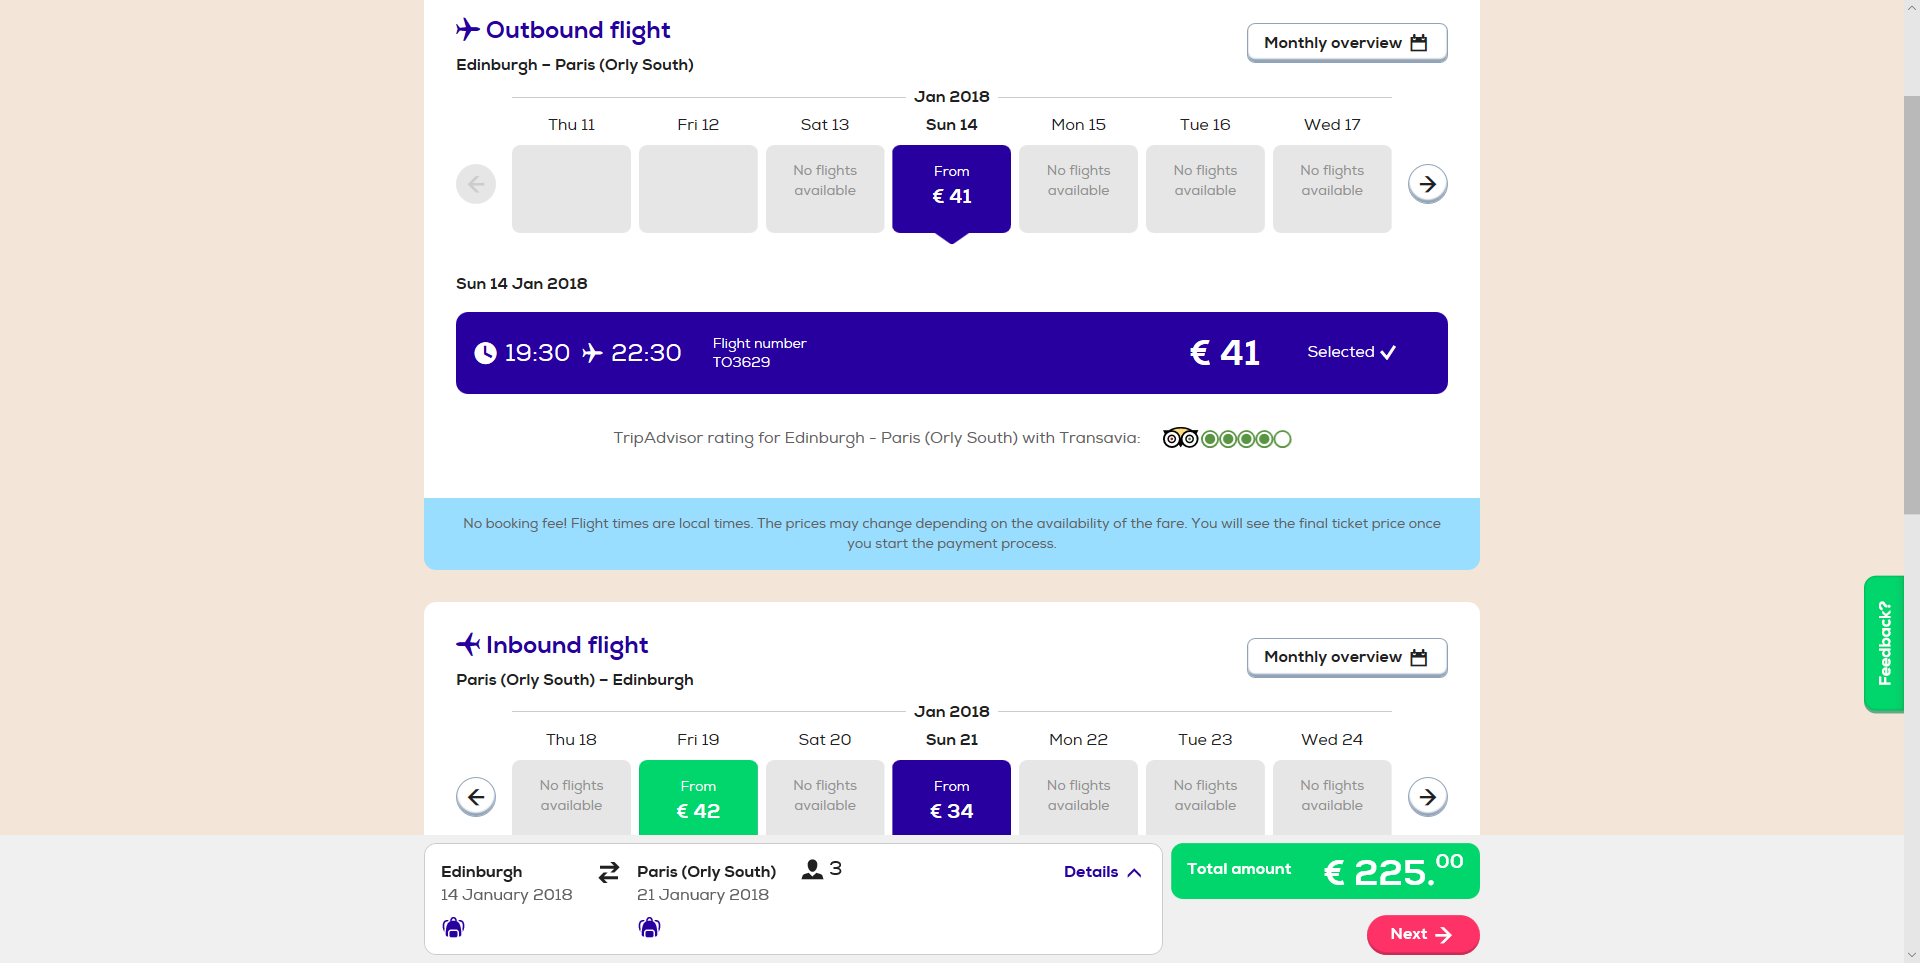 Outbound flight
Monthly overview
Edinburgh – Paris (Orly South)
Jan 2018
Thu 11 Fri 12 Sat 13 Sun 14 Mon 15 Tue 16 Wed 17
No flights available
From € 41
No flights available
No flights available
No flights available
Sun 14 Jan 2018
19:30 22:30
Flight number
TO3629
€ 41
Selected
TripAdvisor rating for Edinburgh - Paris (Orly South) with Transavia:
No booking fee! Flight times are local times. The prices may change depending on the availability of the fare. You will see the final ticket price once
you start the payment process.
Feedback?
Inbound flight
Monthly overview
Paris (Orly South) – Edinburgh
Jan 2018
Thu 18 Fri 19 Sat 20 Sun 21 Mon 22 Tue 23 Wed 24
No flights available
From € 42
No flights available
From € 34
No flights available
No flights available
No flights available
Edinburgh
14 January 2018
Paris (Orly South)
21 January 2018
3
Details
Total amount € 225.00
Next